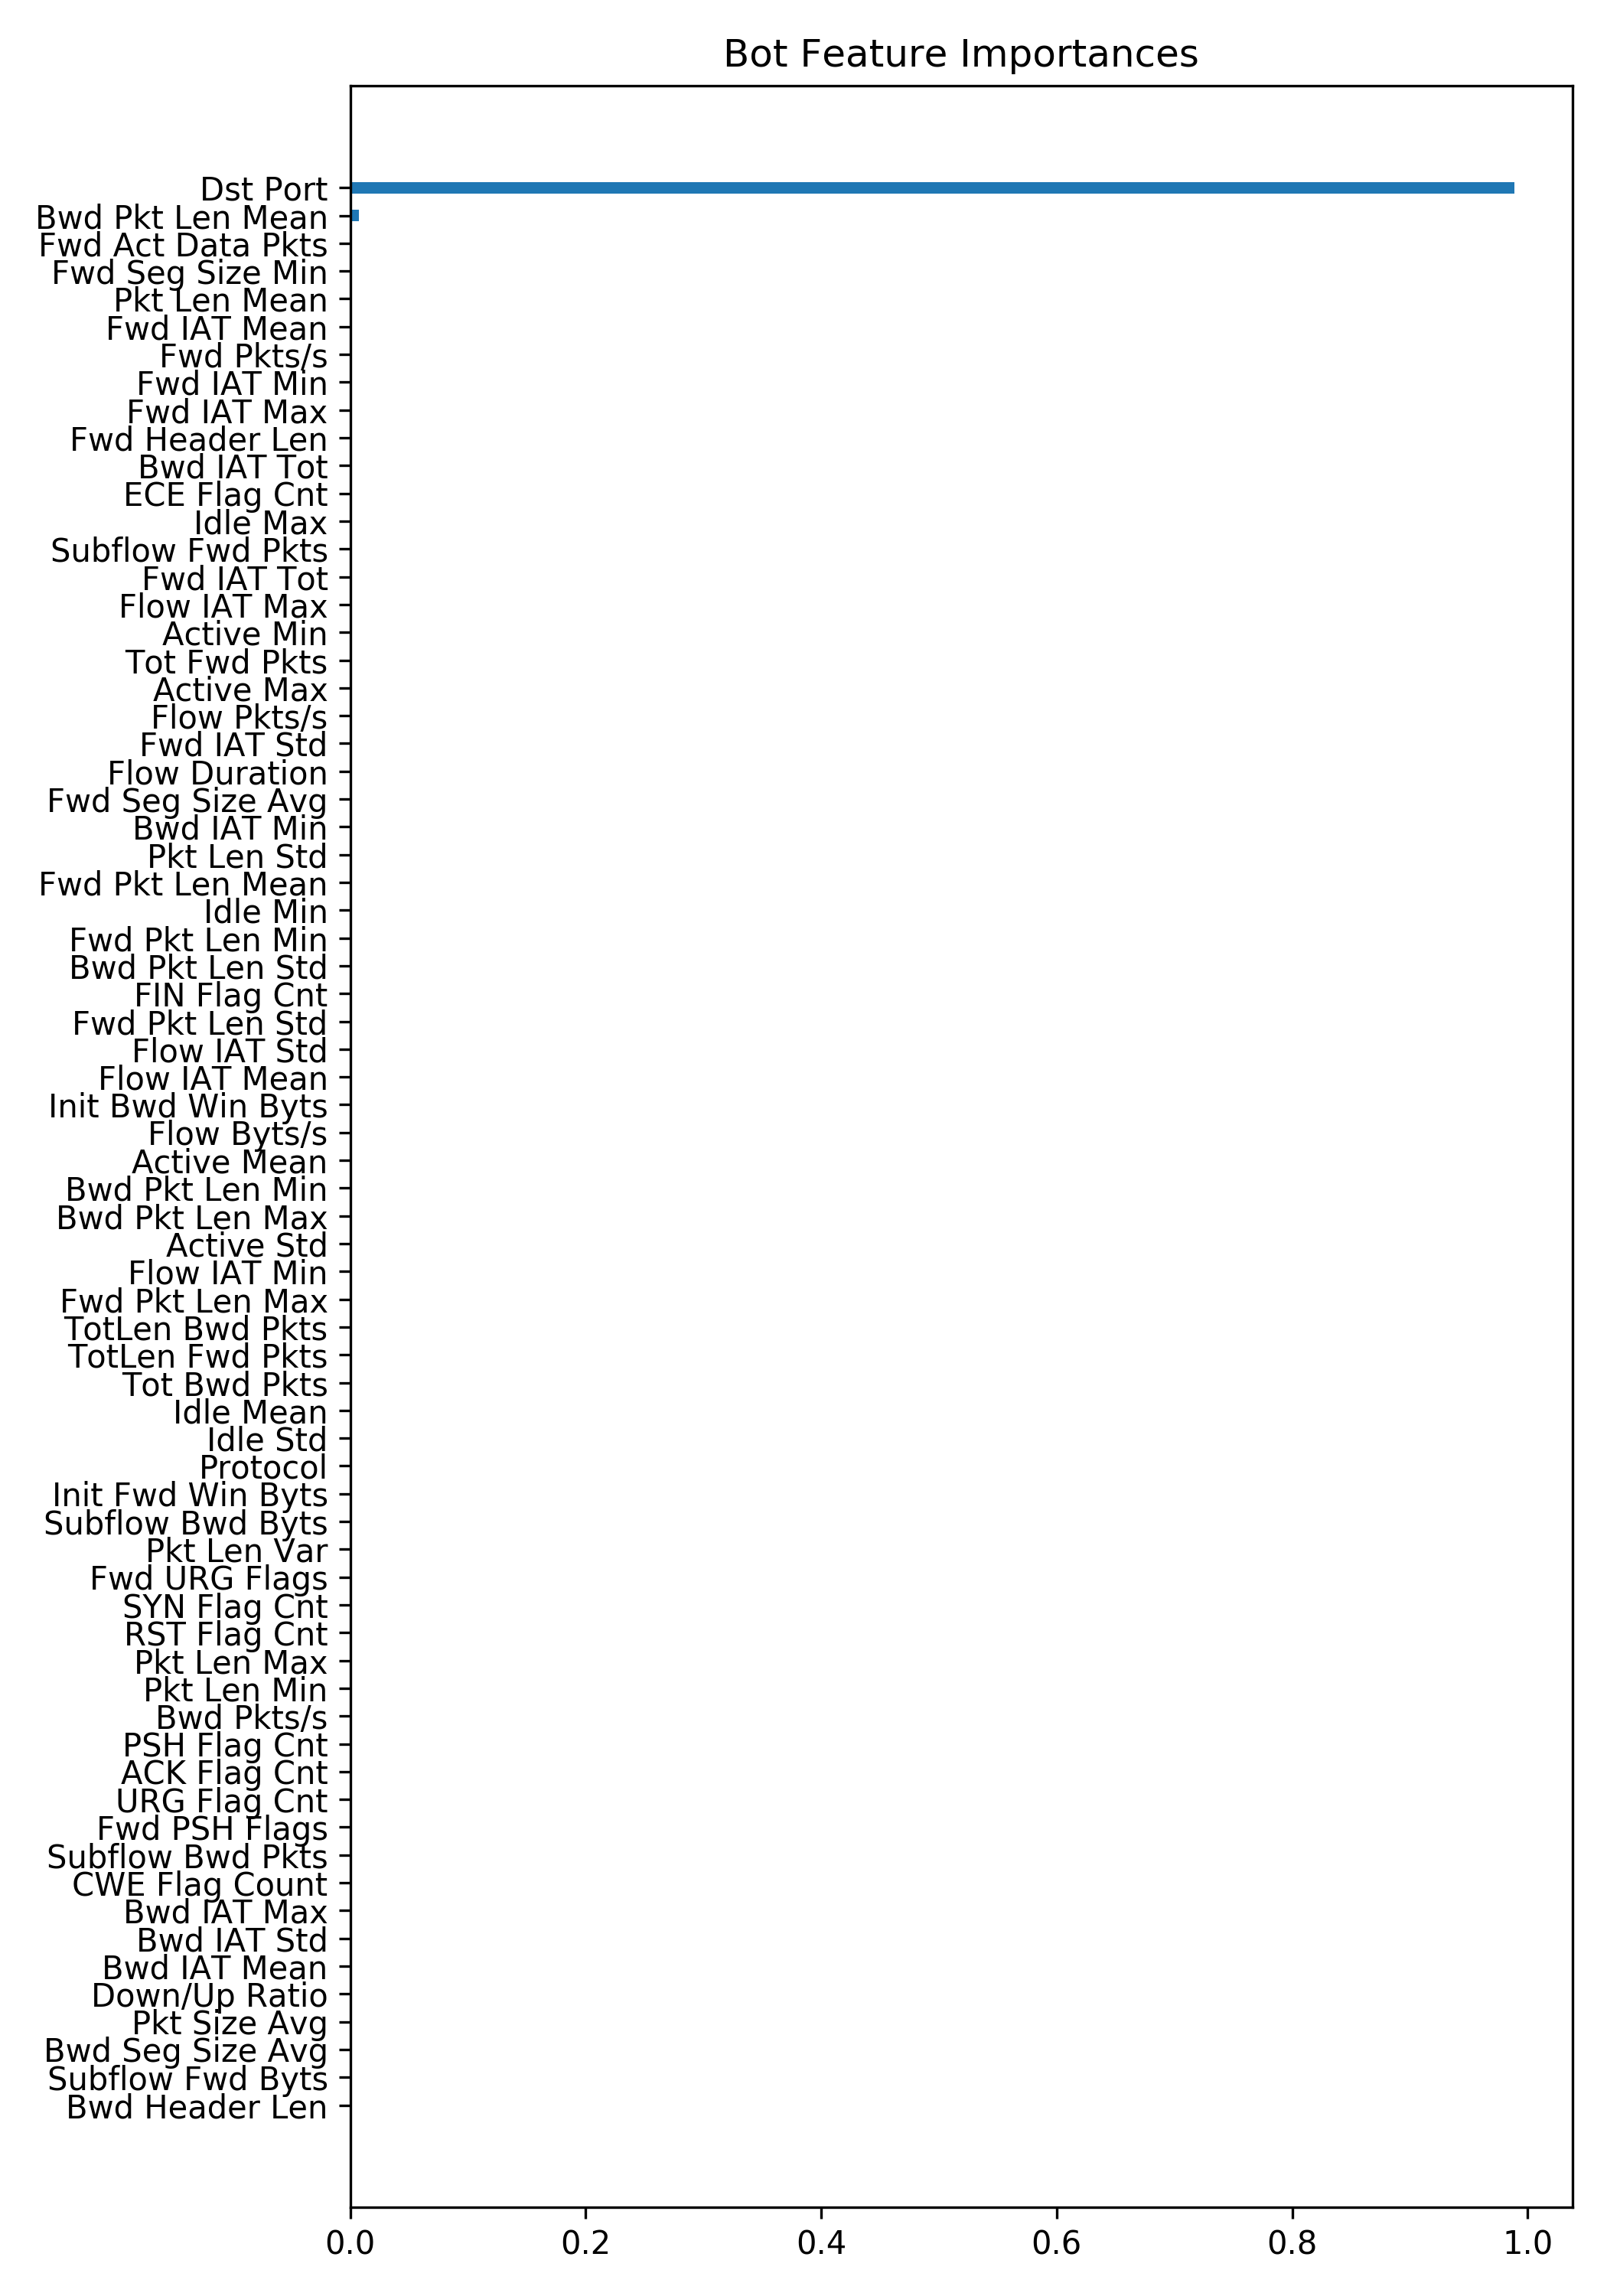 Bot Feature Importances
Dst Port
Bwd Pkt Len Mean
Fwd Act Data Pkts
Fwd Seg Size Min
Pkt Len Mean
Fwd IAT Mean
Fwd Pkts/s
Fwd IAT Min
Fwd IAT Max
Fwd Header Len
Bwd IAT Tot
ECE Flag Cnt
Idle Max
Subflow Fwd Pkts
Fwd IAT Tot
Flow IAT Max
Active Min
Tot Fwd Pkts
Active Max
Flow Pkts/s
Fwd IAT Std
Flow Duration
Fwd Seg Size Avg
Bwd IAT Min
Pkt Len Std
Fwd Pkt Len Mean
Idle Min
Fwd Pkt Len Min
Bwd Pkt Len Std
FIN Flag Cnt
Fwd Pkt Len Std
Flow IAT Std
Flow IAT Mean
Init Bwd Win Byts
Flow Byts/s
Active Mean
Bwd Pkt Len Min
Bwd Pkt Len Max
Active Std
Flow IAT Min
Fwd Pkt Len Max
TotLen Bwd Pkts
TotLen Fwd Pkts
Tot Bwd Pkts
Idle Mean
Idle Std
Protocol
Init Fwd Win Byts
Subflow Bwd Byts
Pkt Len Var
Fwd URG Flags
SYN Flag Cnt
RST Flag Cnt
Pkt Len Max
Pkt Len Min
Bwd Pkts/s
PSH Flag Cnt
ACK Flag Cnt
URG Flag Cnt
Fwd PSH Flags
Subflow Bwd Pkts
CWE Flag Count
Bwd IAT Max
Bwd IAT Std
Bwd IAT Mean
Down/Up Ratio
Pkt Size Avg
Bwd Seg Size Avg
Subflow Fwd Byts
Bwd Header Len
0.0 0.2 0.4 0.6 0.8 1.0